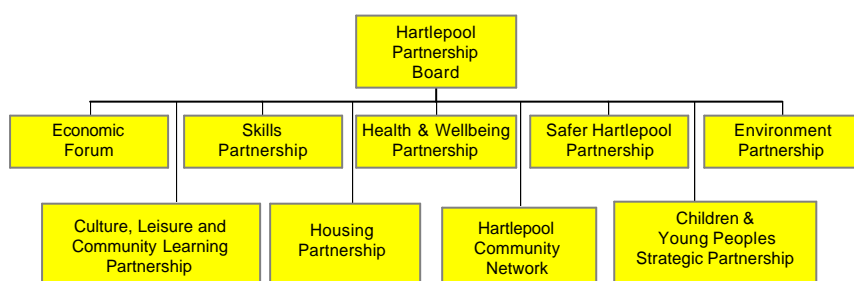 Hartlepool
Partnership
Board
Economic
Forum
Skills
Partnership
Health & Wellbeing
Partnership
Safer Hartlepool
Partnership
Environment
Partnership
Culture, Leisure and
Community Learning
Partnership
Housing
Partnership
Hartlepool
Community
Network
Children &
Young Peoples
Strategic Partnership